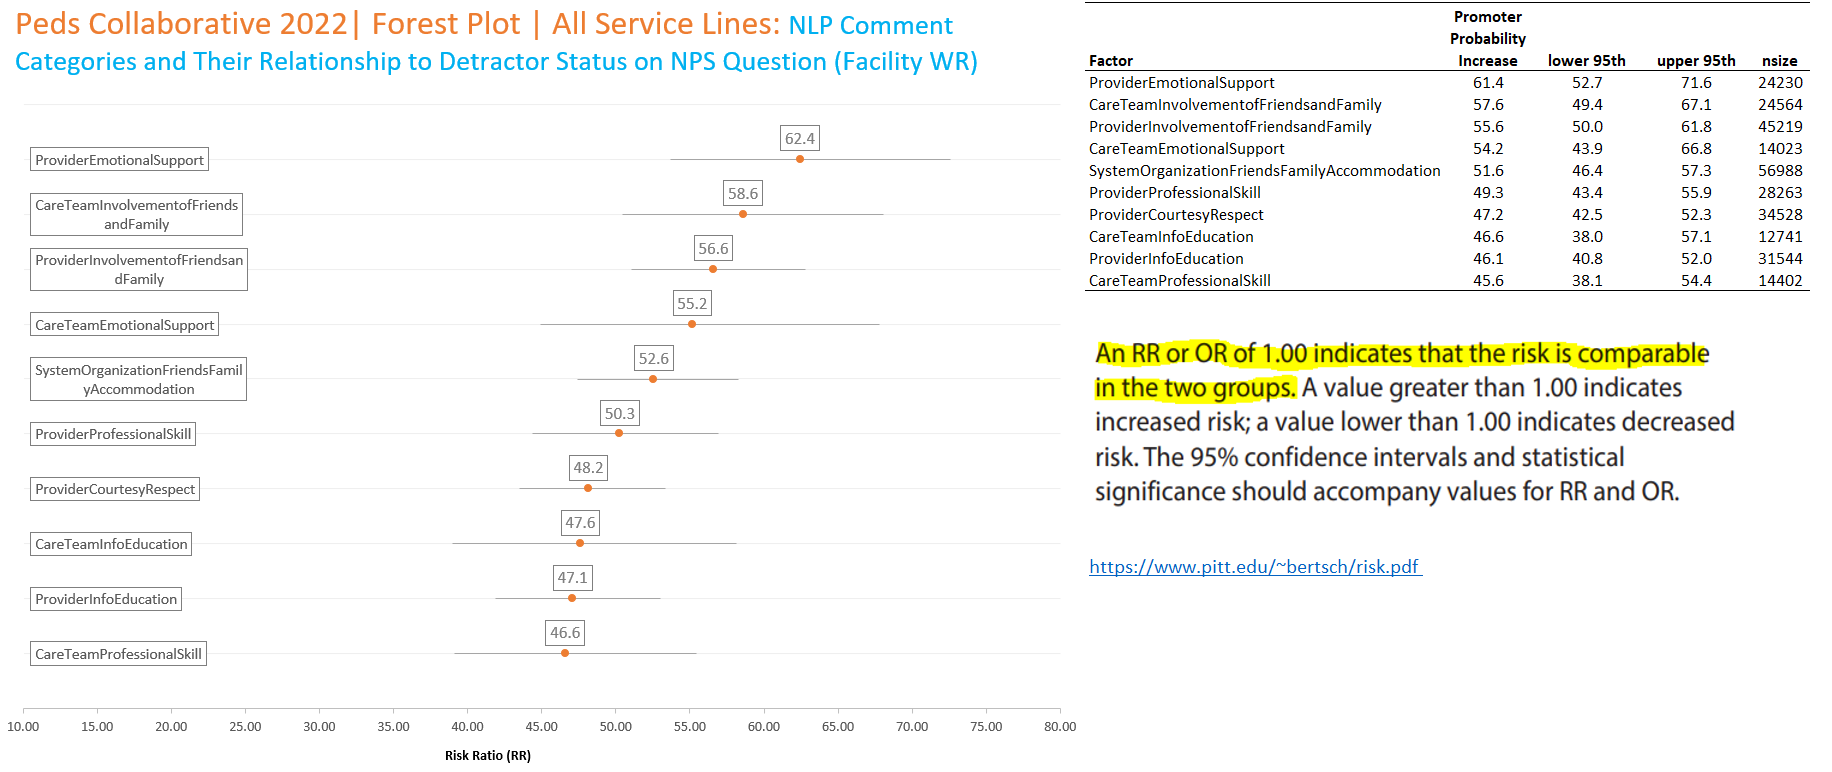 Peds Collaborative 2022| Forest Plot | All Service Lines: NLP Comment
Categories and Their Relationship to Detractor Status on NPS Question (Facility WR)
62.4
ProviderEmotionalSupport
58.6
CareTeamInvolvementofFriends
andFamily
56.6
ProviderInvolvementofFriendsan
dFamily
55.2
CareTeamEmotionalSupport
52.6
SystemOrganizationFriendsFamil
yAccommodation
50.3
ProviderProfessionalSkill
48.2
ProviderCourtesyRespect
47.6
CareTeamInfoEducation
47.1
ProviderInfoEducation
46.6
CareTeamProfessionalSkill
10.00 15.00 20.00 25.00 30.00 35.00 40.00 45.00 50.00 55.00 60.00 65.00 70.00 75.00 80.00
Risk Ratio (RR)
Promoter
Probability
Factor Increase lower 95th upper 95th nsize
ProviderEmotionalSupport 61.4 52.7 71.6 24230
CareTeamInvolvementofFriendsandFamily 57.6 49.4 67.1 24564
ProviderInvolvementofFriendsandFamily 55.6 50.0 61.8 45219
CareTeamEmotionalSupport 54.2 43.9 66.8 14023
SystemOrganizationFriendsFamilyAccommodation 51.6 46.4 57.3 56988
ProviderProfessionalSkill 49.3 43.4 55.9 28263
ProviderCourtesyRespect 47.2 42.5 52.3 34528
CareTeamInfoEducation 46.6 38.0 57.1 12741
ProviderInfoEducation 46.1 40.8 52.0 31544
CareTeamProfessionalSkill 45.6 38.1 54.4 14402
An RR or OR of 1.00 indicates that the risk is comparable
in the two groups. A value greater than 1.00 indicates
increased risk; a value lower than 1.00 indicates decreased
risk. The 95% confidence intervals and statistical
significance should accompany values for RR and OR.
https://www.pitt.edu/~bertsch/risk.pdf